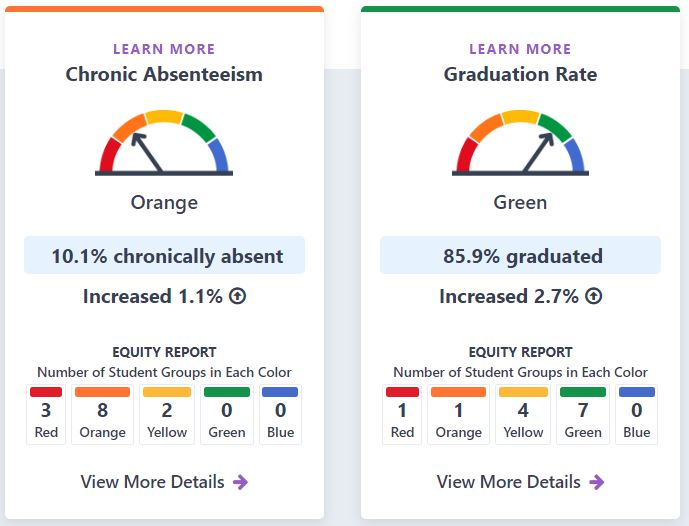 LEARN MORE
Chronic Absenteeism
Orange
10.1% chronically absent
Increased 1.1%
EQUITY REPORT
Number of Student Groups in Each Color
3 8 2 0 0
Red Orange Yellow Green Blue
View More Details
LEARN MORE
Graduation Rate
Green
85.9% graduated
Increased 2.7%
EQUITY REPORT
Number of Student Groups in Each Color
1 1 4 7 0
Red Orange Yellow Green Blue
View More Details